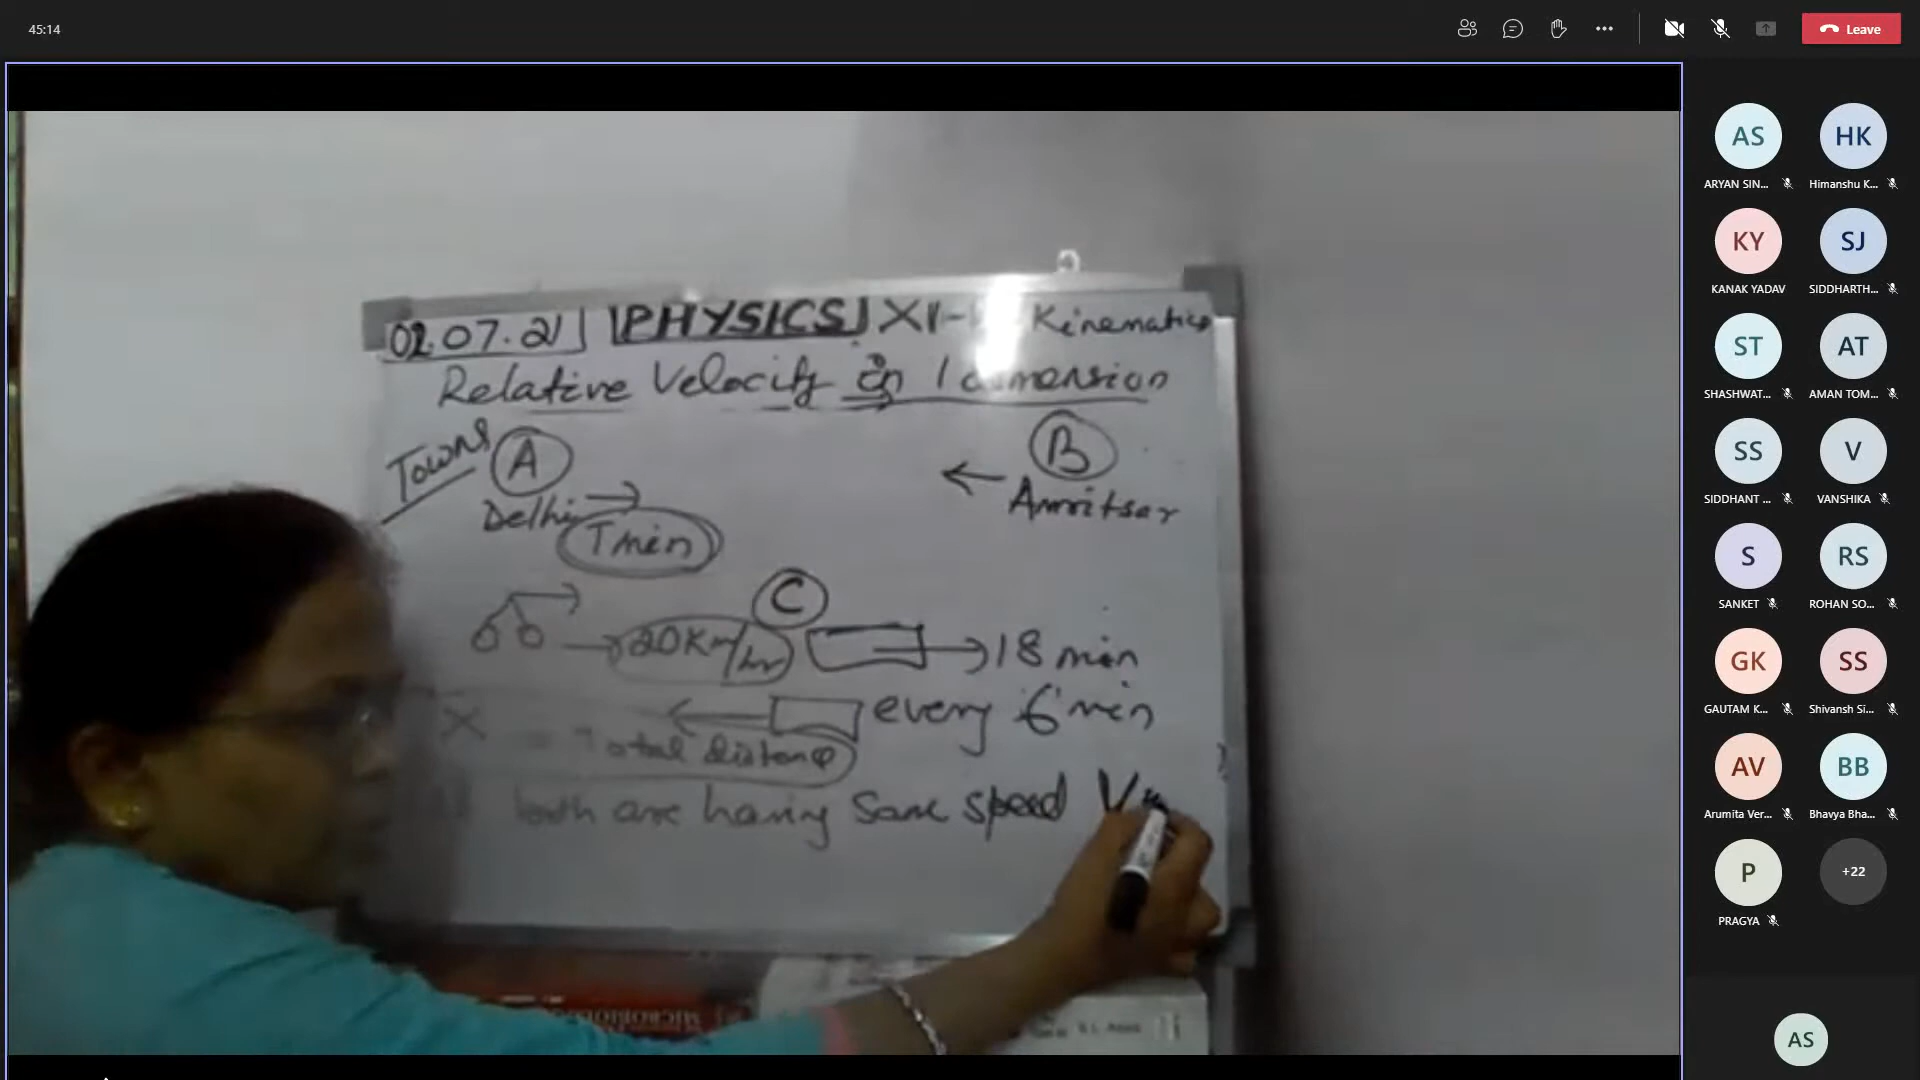 45:14
Leave
02.07.21 PHYSICS XI- Kinematics
Relative Velocity in 1 dimension
Towns A B
Delhi Amritsar
T min
C
20 Km/hr 18 min
every 6 min
X = Total distance
both are having same speed V
AS HK
ARYAN SIN... Himanshu K...
KY SJ
KANAK YADAV SIDDHARTH...
ST AT
SHASHWAT... AMAN TOM...
SS V
SIDDHANT ... VANSHIKA
S RS
SANKET ROHAN SO...
GK SS
GAUTAM K... Shivansh Si...
AV BB
Arumita Ver... Bhavya Bha...
P +22
PRAGYA
AS